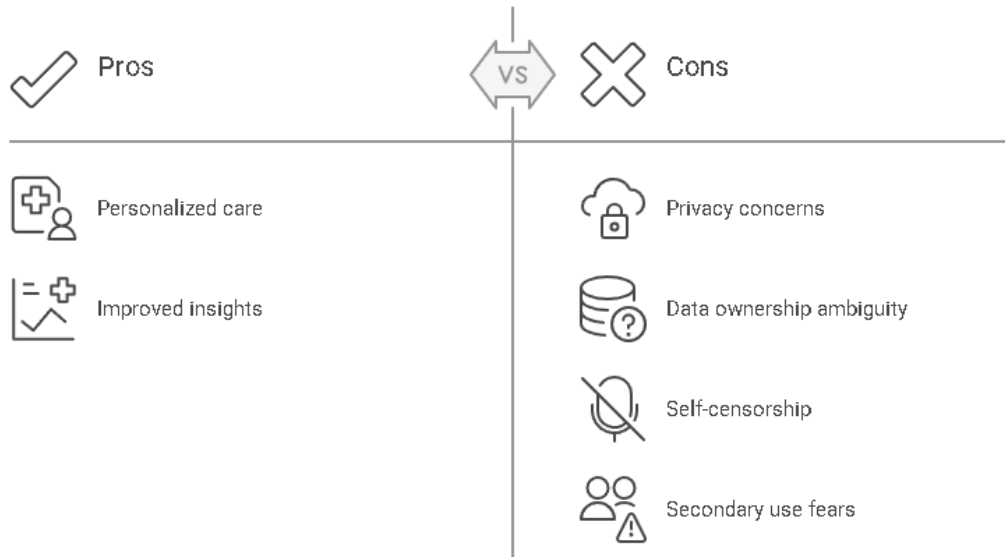 Pros
VS
Cons
Personalized care
Privacy concerns
Improved insights
Data ownership ambiguity
Self-censorship
Secondary use fears